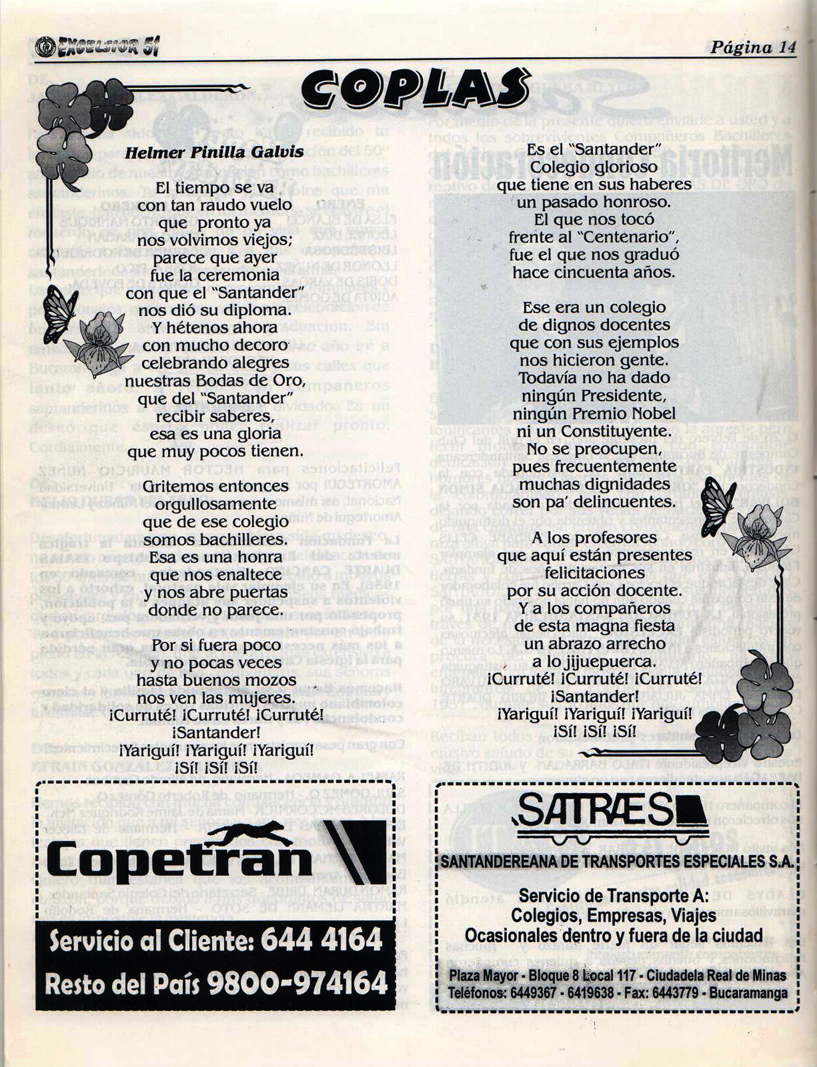 EXCELSIOR 51
Página 14
COPLAS
Helmer Pinilla Galvis
El tiempo se va
con tan raudo vuelo
que pronto ya
nos volvimos viejos;
parece que ayer
fue la ceremonia
con que el "Santander"
nos dió su diploma.
Y hétenos ahora
con mucho decoro
celebrando alegres
nuestras Bodas de Oro,
que del "Santander"
recibir saberes,
esa es una gloria
que muy pocos tienen.
Gritemos entonces
orgullosamente
que de ese colegio
somos bachilleres.
Esa es una honra
que nos enaltece
y nos abre puertas
donde no parece.
Por si fuera poco
y no pocas veces
hasta buenos mozos
nos ven las mujeres.
¡Curruté! ¡Curruté! ¡Curruté!
¡Santander!
¡Yariguí! ¡Yariguí! ¡Yariguí!
¡Sí! ¡Sí! ¡Sí!
Es el "Santander"
Colegio glorioso
que tiene en sus haberes
un pasado honroso.
El que nos tocó
frente al "Centenario",
fue el que nos graduó
hace cincuenta años.
Ese era un colegio
de dignos docentes
que con sus ejemplos
nos hicieron gente.
Todavía no ha dado
ningún Presidente,
ningún Premio Nobel
ni un Constituyente.
No se preocupen,
pues frecuentemente
muchas dignidades
son pa' delincuentes.
A los profesores
que aquí están presentes
felicitaciones
por su acción docente.
Y a los compañeros
de esta magna fiesta
un abrazo arrecho
a lo jijuepuerca.
¡Curruté! ¡Curruté! ¡Curruté!
¡Santander!
¡Yariguí! ¡Yariguí! ¡Yariguí!
¡Sí! ¡Sí! ¡Sí!
Copetran
Servicio al Cliente: 644 4164
Resto del País 9800-974164
SATRAES
SANTANDEREANA DE TRANSPORTES ESPECIALES S.A.
Servicio de Transporte A:
Colegios, Empresas, Viajes
Ocasionales dentro y fuera de la ciudad
Plaza Mayor - Bloque 8 Local 117 - Ciudadela Real de Minas
Teléfonos: 6449367 - 6419638 - Fax: 6443779 - Bucaramanga